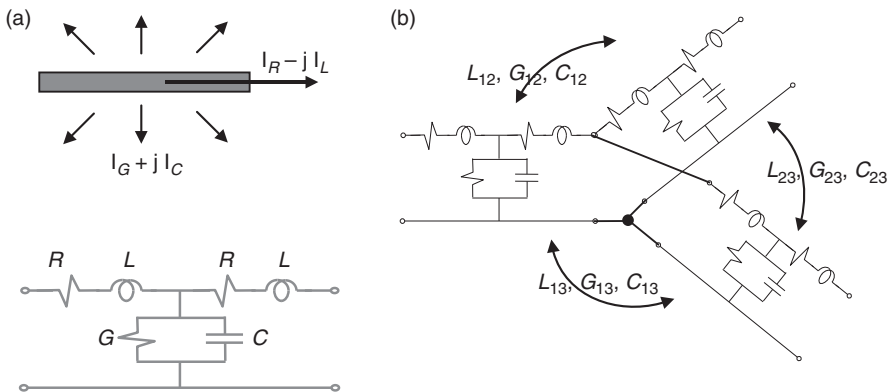 (a)
I_R – j I_L
I_G + j I_C
R L R L
G C
(b)
L_12, G_12, C_12
L_23, G_23, C_23
L_13, G_13, C_13